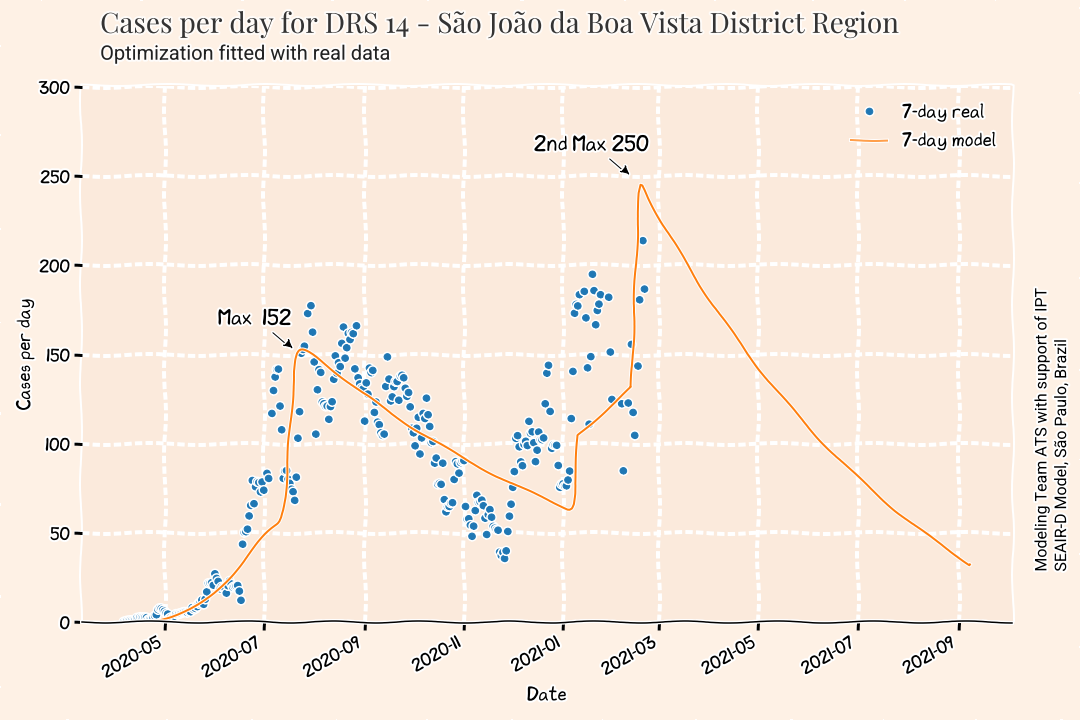 Cases per day for DRS 14 - São João da Boa Vista District Region
Optimization fitted with real data
300
250
200
150
100
50
0
Cases per day
7-day real
7-day model
2nd Max 250
Max 152
2020-05
2020-07
2020-09
2020-11
2021-01
2021-03
2021-05
2021-07
2021-09
Date
Modeling Team ATS with support of IPT
SEAIR-D Model, São Paulo, Brazil